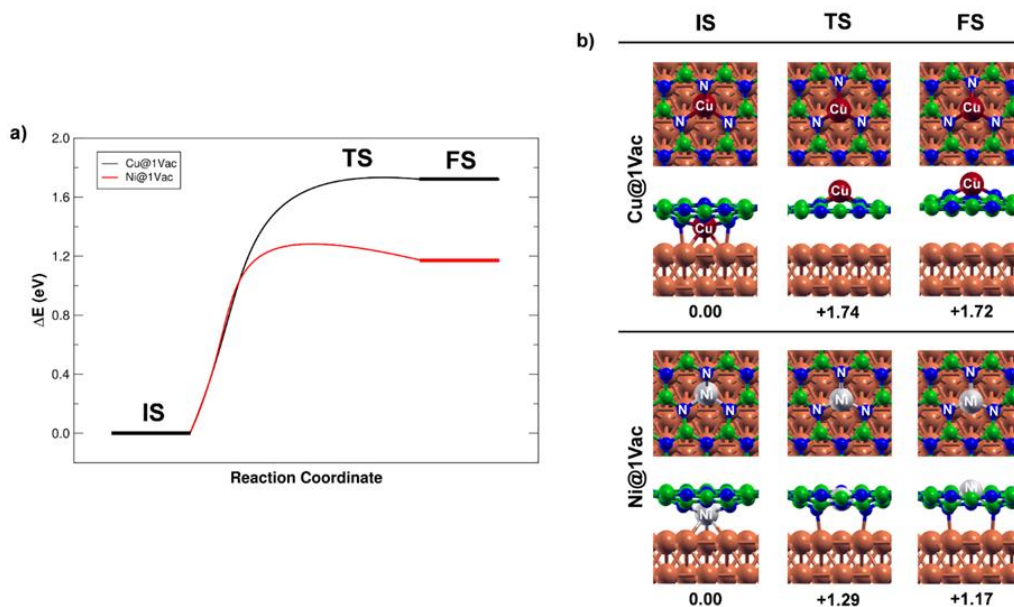 a)
2.0
1.6
1.2
0.8
0.4
0.0
ΔE (eV)
Cu@1Vac
Ni@1Vac
IS
TS
FS
Reaction Coordinate
b)
IS TS FS
Cu@1Vac
N Cu N N
N Cu N N
N Cu N N
Cu Cu Cu
0.00 +1.74 +1.72
Ni@1Vac
N Ni N N
N Ni N N
N Ni N N
Ni Ni Ni
0.00 +1.29 +1.17